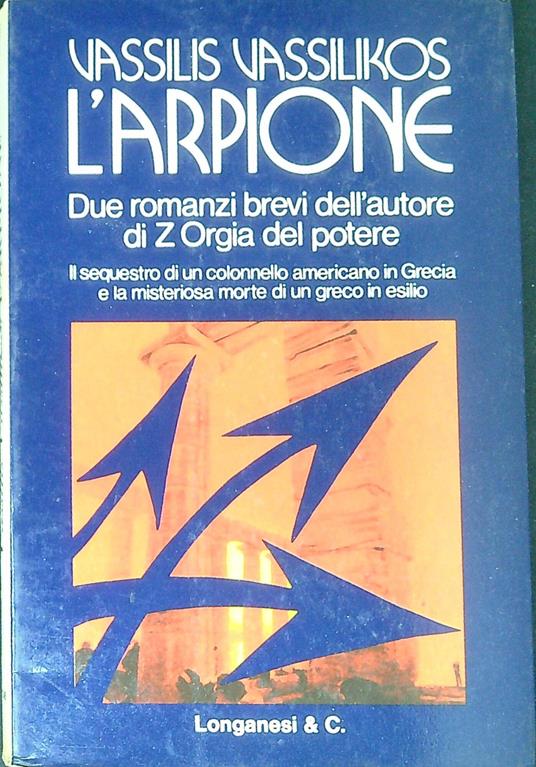 VASSILIS VASSILIKOS
L'ARPIONE
Due romanzi brevi dell'autore
di Z Orgia del potere
Il sequestro di un colonnello americano in Grecia
e la misteriosa morte di un greco in esilio
Longanesi & C.